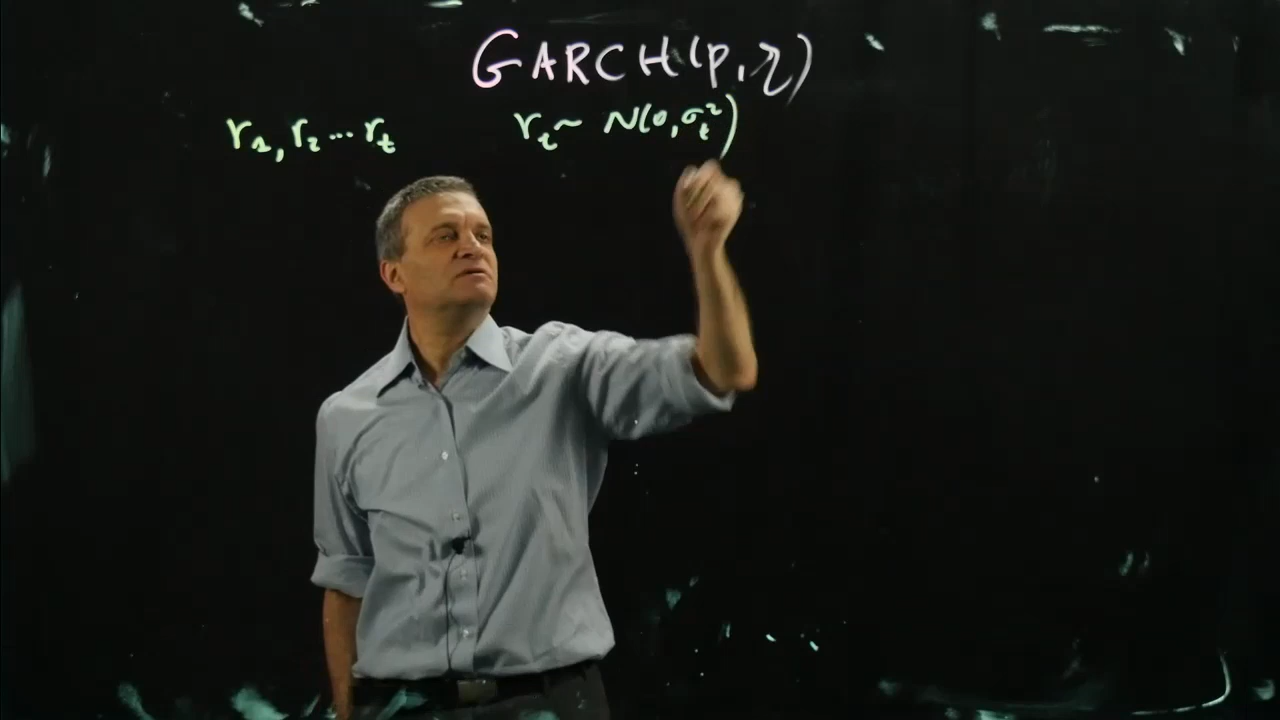 GARCH(p,q)
r₁, r₂ ... rₜ
rₜ ~ N(0, σₜ²)